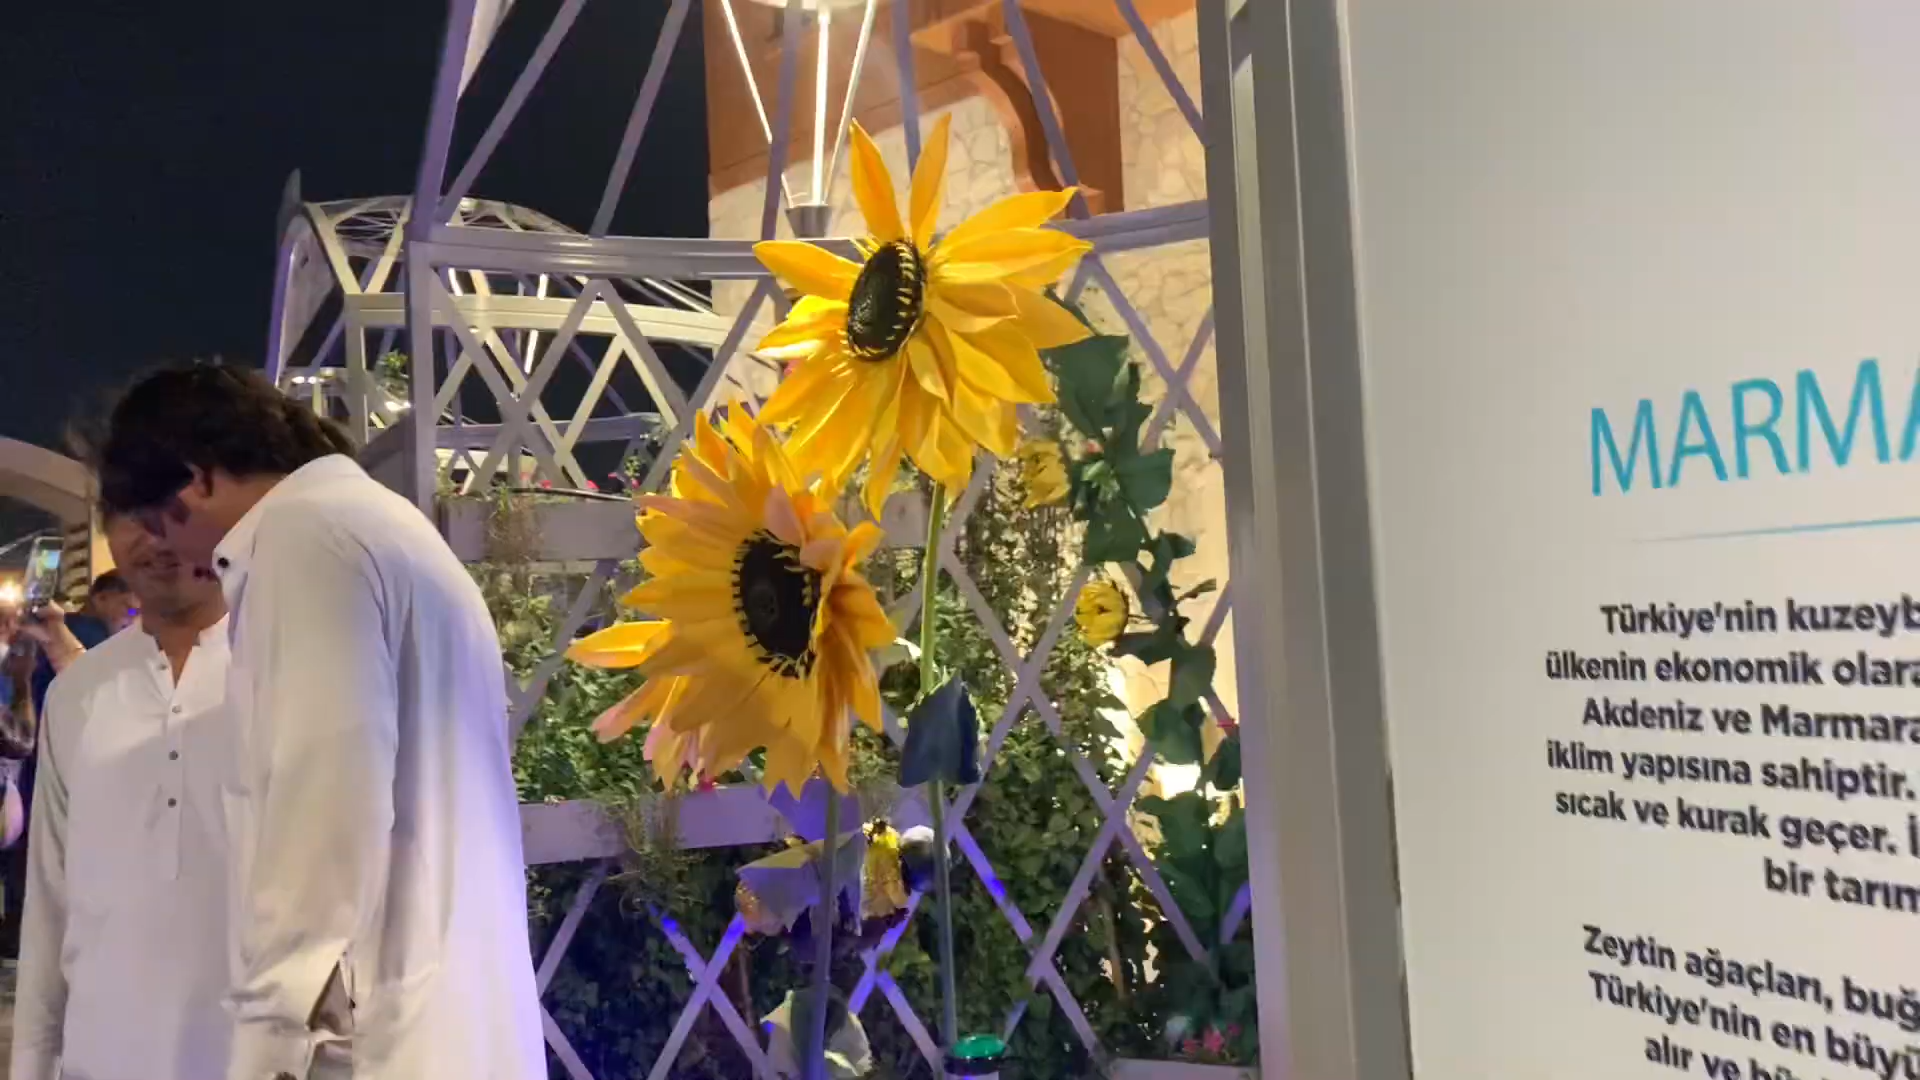 MARMA
Türkiye'nin kuzeyb
ülkenin ekonomik olara
Akdeniz ve Marmara
iklim yapısına sahiptir.
sıcak ve kurak geçer. İ
bir tarım
Zeytin ağaçları, buğ
Türkiye'nin en büyü
alır ve bü